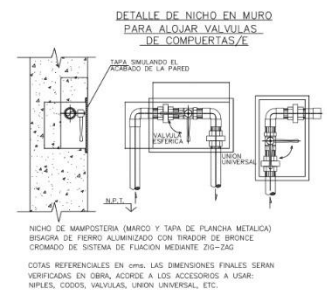 DETALLE DE NICHO EN MURO
PARA ALOJAR VALVULAS
DE COMPUERTAS/E
TAPA SIMULANDO EL
ACABADO DE LA PARED
VALVULA
ESFERICA
UNION
UNIVERSAL
N.P.T.
NICHO DE MAMPOSTERIA (MARCO Y TAPA DE PLANCHA METALICA)
BISAGRA DE FIERRO ALUMINIZADO CON TIRADOR DE BRONCE
CROMADO DE SISTEMA DE FIJACION MEDIANTE ZIG-ZAG
COTAS REFERENCIALES EN cms. LAS DIMENSIONES FINALES SERAN
VERIFICADAS EN OBRA, ACORDE A LOS ACCESORIOS A USAR:
NIPLES, CODOS, VALVULAS, UNION UNIVERSAL, ETC.